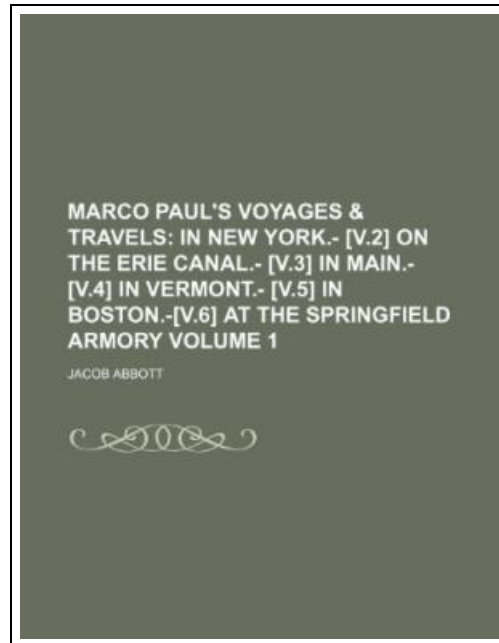 MARCO PAUL'S VOYAGES &
TRAVELS: IN NEW YORK.- [V.2] ON
THE ERIE CANAL.- [V.3] IN MAIN.-
[V.4] IN VERMONT.- [V.5] IN
BOSTON.-[V.6] AT THE SPRINGFIELD
ARMORY VOLUME 1
JACOB ABBOTT